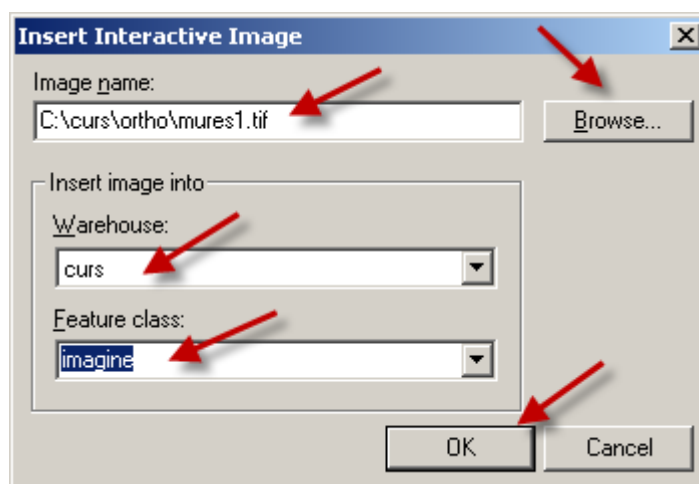 Insert Interactive Image
Image name:
C:\curs\ortho\mures1.tif
Browse...
Insert image into
Warehouse:
curs
Feature class:
imagine
OK Cancel